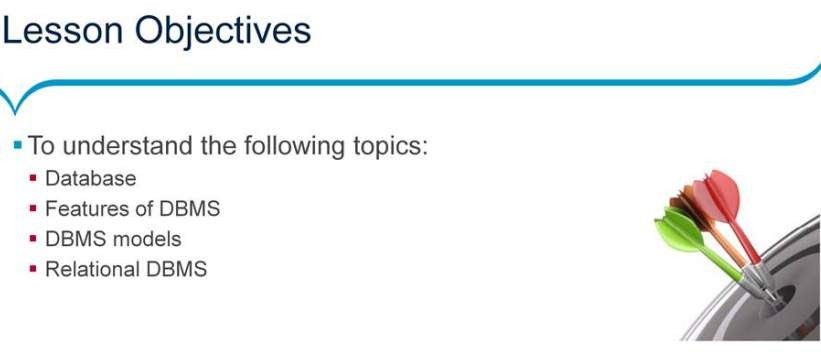 Lesson Objectives
To understand the following topics:
Database
Features of DBMS
DBMS models
Relational DBMS